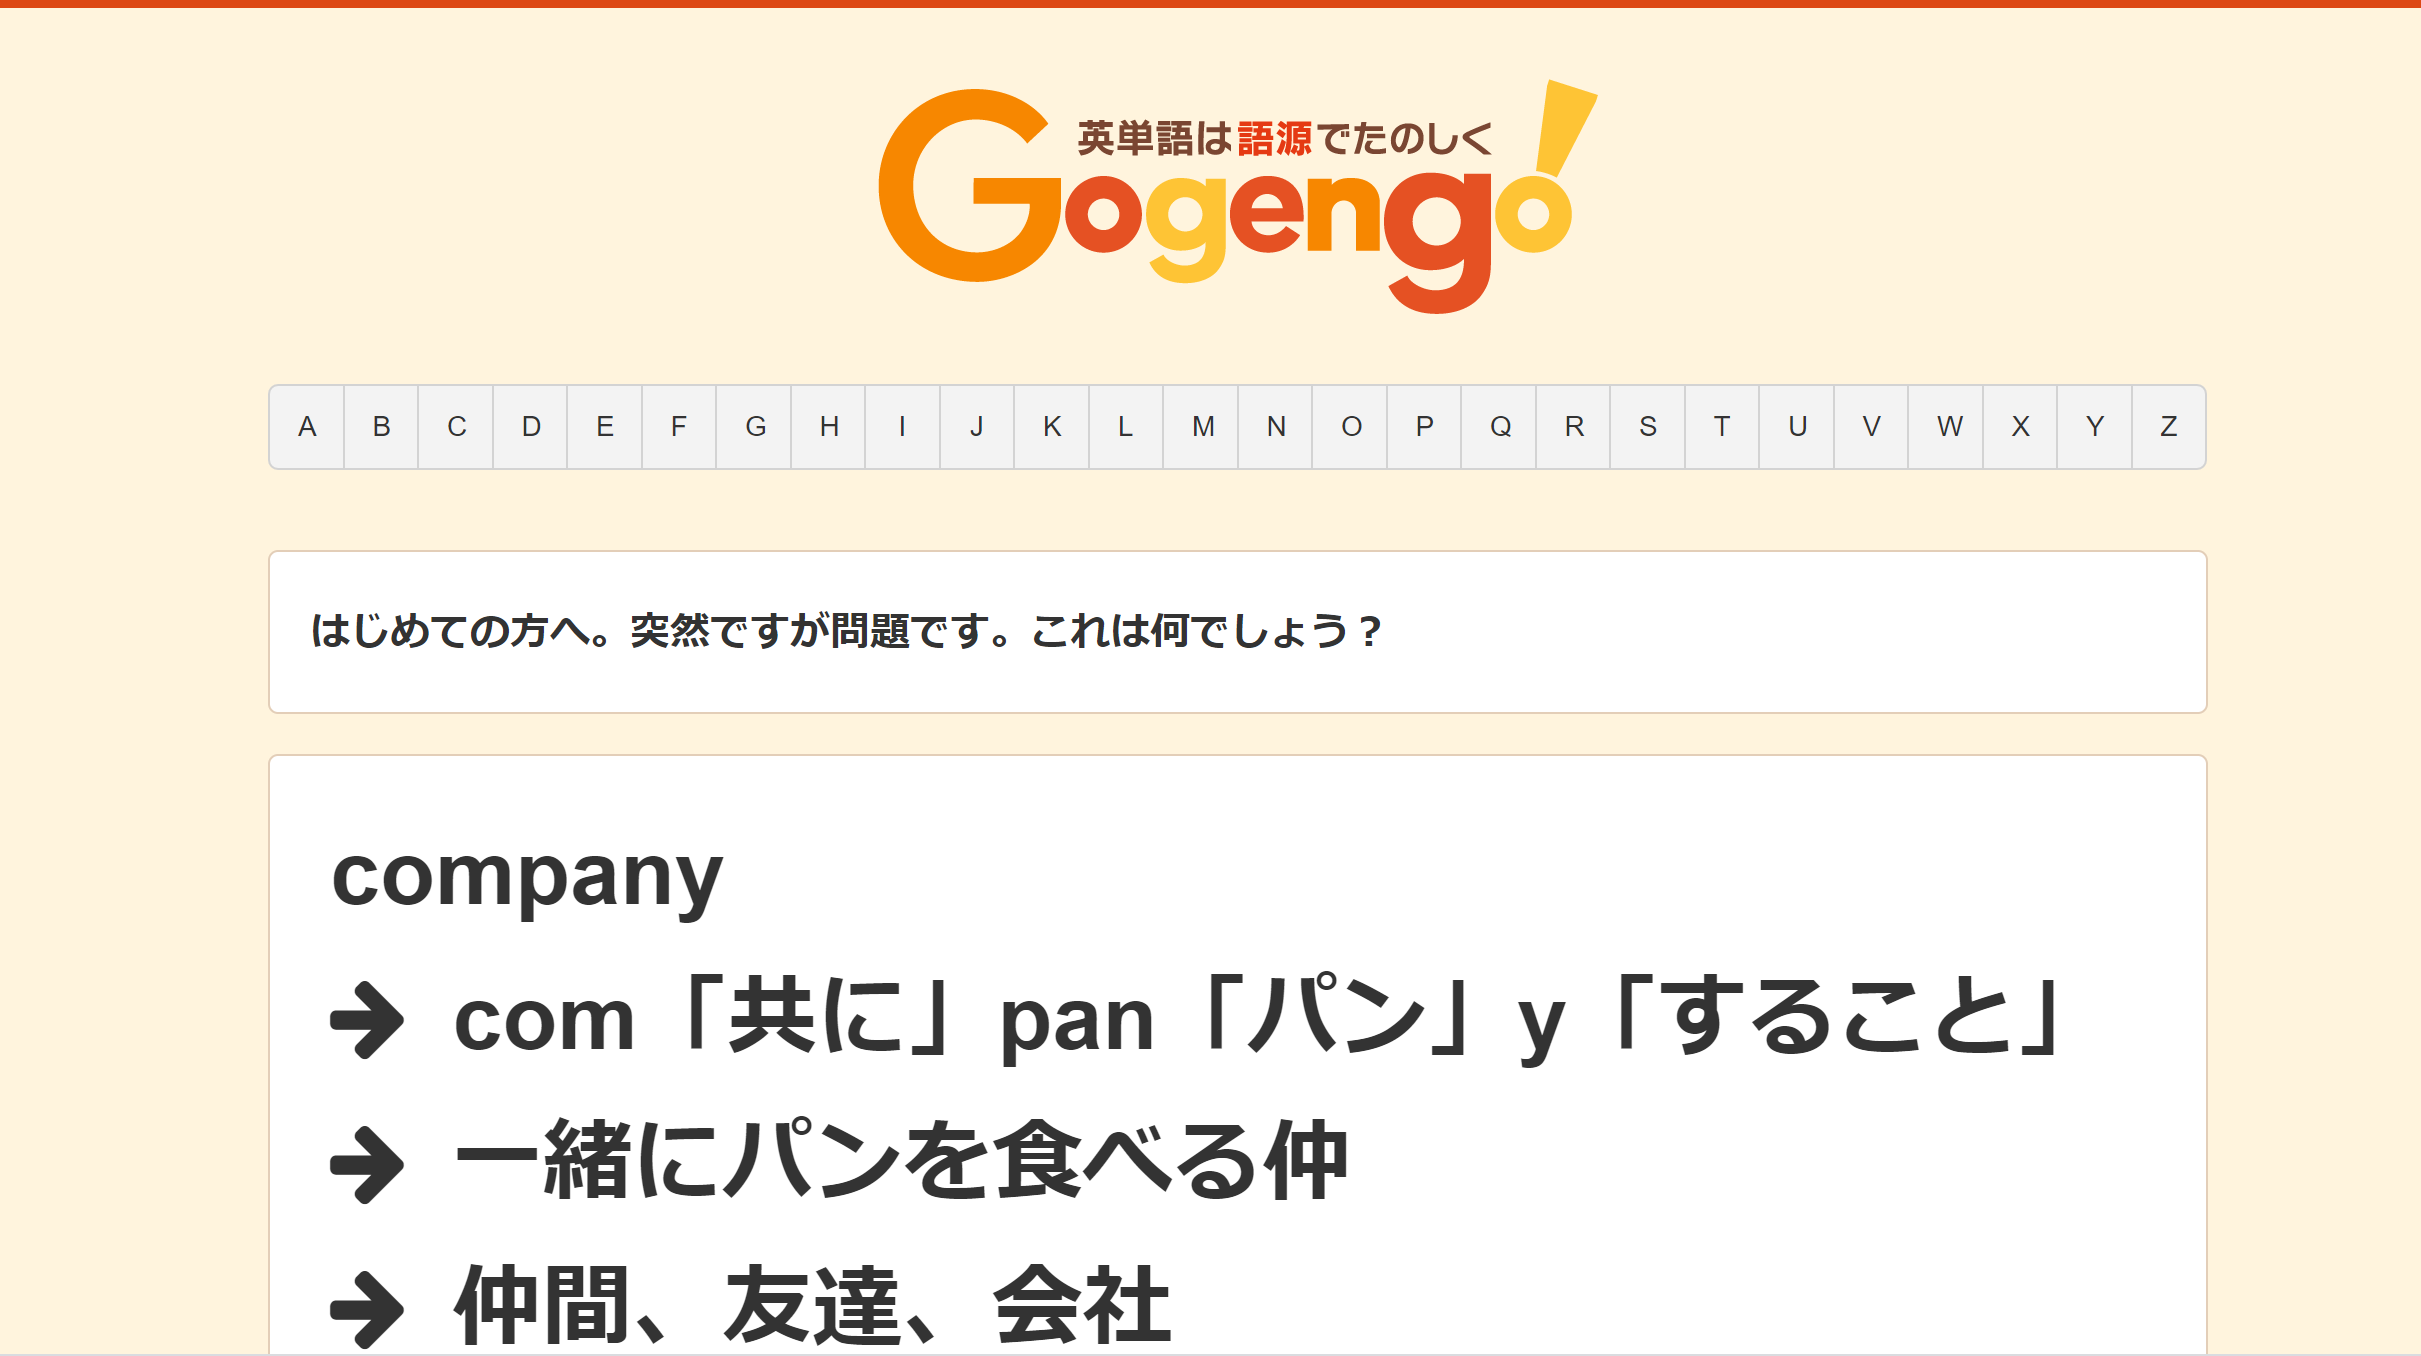 英単語は語源でたのしく
Gogengo!
A B C D E F G H I J K L M N O P Q R S T U V W X Y Z
はじめての方へ。突然ですが問題です。これは何でしょう？
company
com「共に」pan「パン」y「すること」
一緒にパンを食べる仲
仲間、友達、会社